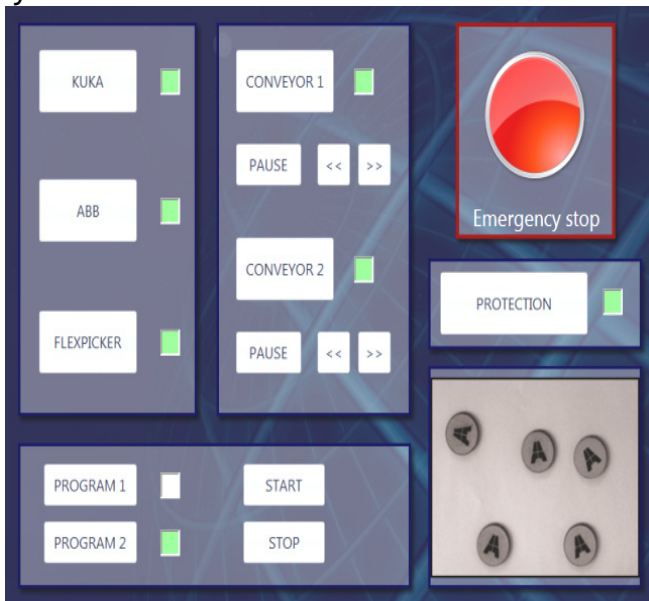 KUKA
ABB
FLEXPICKER
CONVEYOR 1
PAUSE << >>
CONVEYOR 2
PAUSE << >>
Emergency stop
PROTECTION
PROGRAM 1 START
PROGRAM 2 STOP
A
A
A
A
A